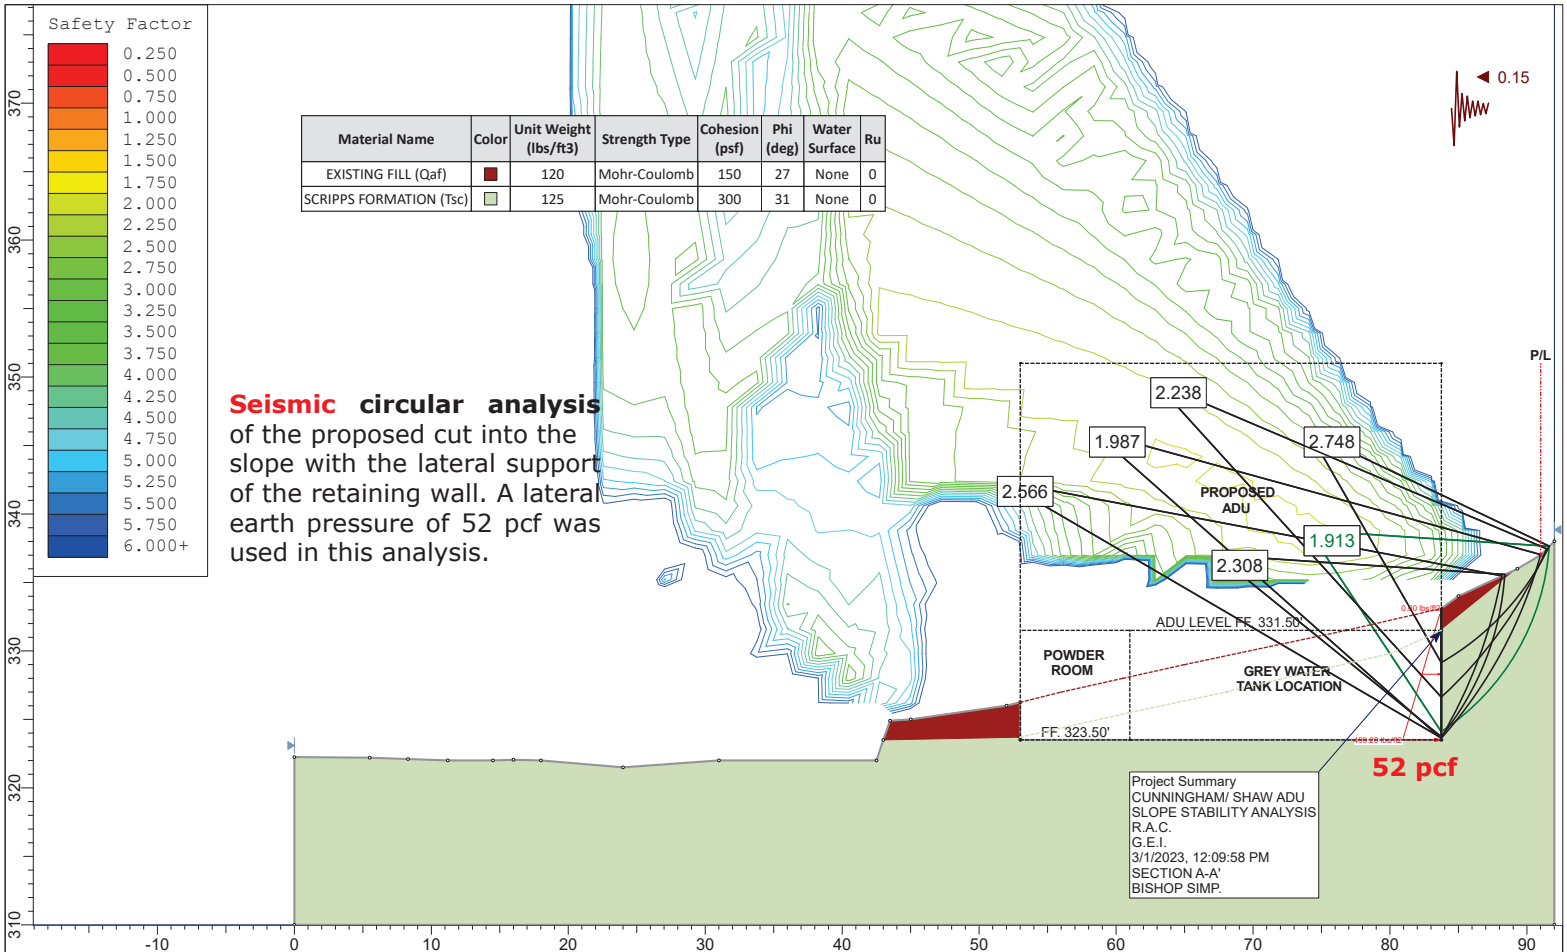 Safety Factor
0.250
0.500
0.750
1.000
1.250
1.500
1.750
2.000
2.250
2.500
2.750
3.000
3.250
3.500
3.750
4.000
4.250
4.500
4.750
5.000
5.250
5.500
5.750
6.000+
0.15
Material Name Color Unit Weight (lbs/ft3) Strength Type Cohesion (psf) Phi (deg) Water Surface Ru
EXISTING FILL (Qaf) 120 Mohr-Coulomb 150 27 None 0
SCRIPPS FORMATION (Tsc) 125 Mohr-Coulomb 300 31 None 0
Seismic circular analysis
of the proposed cut into the
slope with the lateral support
of the retaining wall. A lateral
earth pressure of 52 pcf was
used in this analysis.
P/L
2.238
1.987
2.748
2.566
PROPOSED
ADU
1.913
2.308
0.00 lbs/ft2
ADU LEVEL FF. 331.50'
POWDER
ROOM
GREY WATER
TANK LOCATION
FF. 323.50'
52 pcf
Project Summary
CUNNINGHAM/ SHAW ADU
SLOPE STABILITY ANALYSIS
R.A.C.
G.E.I.
3/1/2023, 12:09:58 PM
SECTION A-A'
BISHOP SIMP.
370
360
350
340
330
320
310
-10 0 10 20 30 40 50 60 70 80 90